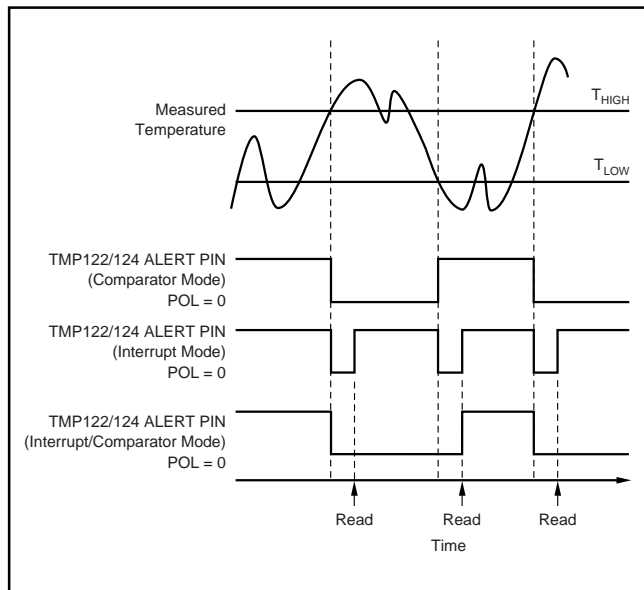 Measured
Temperature
T_HIGH
T_LOW
TMP122/124 ALERT PIN
(Comparator Mode)
POL = 0
TMP122/124 ALERT PIN
(Interrupt Mode)
POL = 0
TMP122/124 ALERT PIN
(Interrupt/Comparator Mode)
POL = 0
Read Read Read
Time